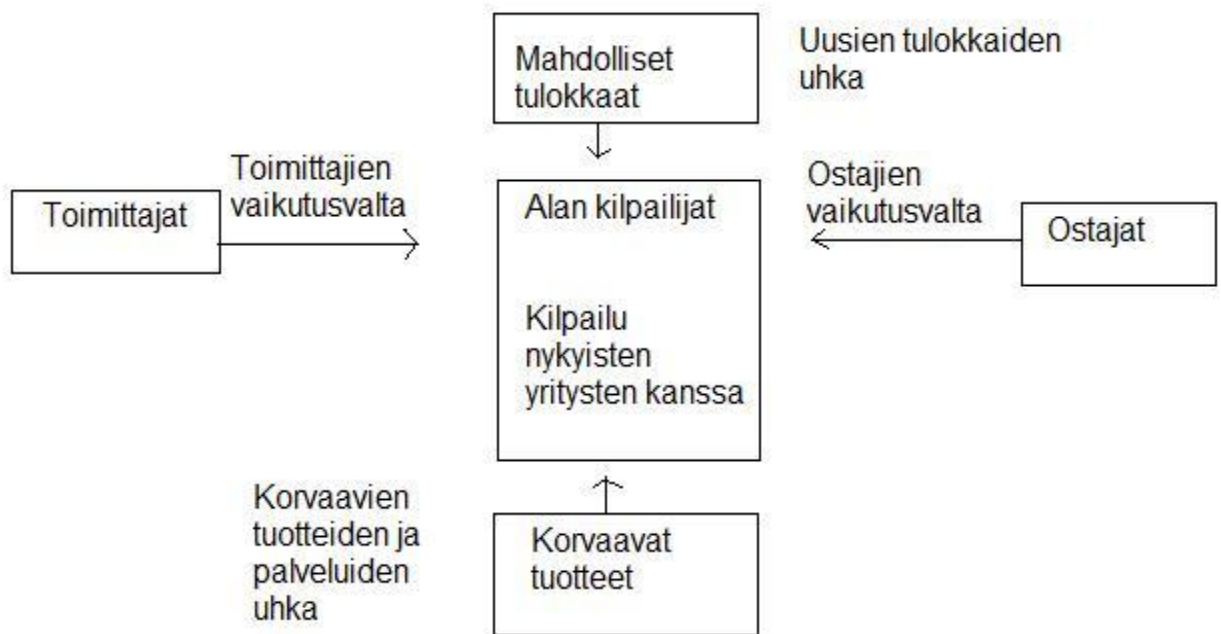 Mahdolliset
tulokkaat
Uusien tulokkaiden
uhka
Toimittajat
Toimittajien
vaikutusvalta
Alan kilpailijat
Kilpailu
nykyisten
yritysten kanssa
Ostajien
vaikutusvalta
Ostajat
Korvaavien
tuotteiden ja
palveluiden
uhka
Korvaavat
tuotteet